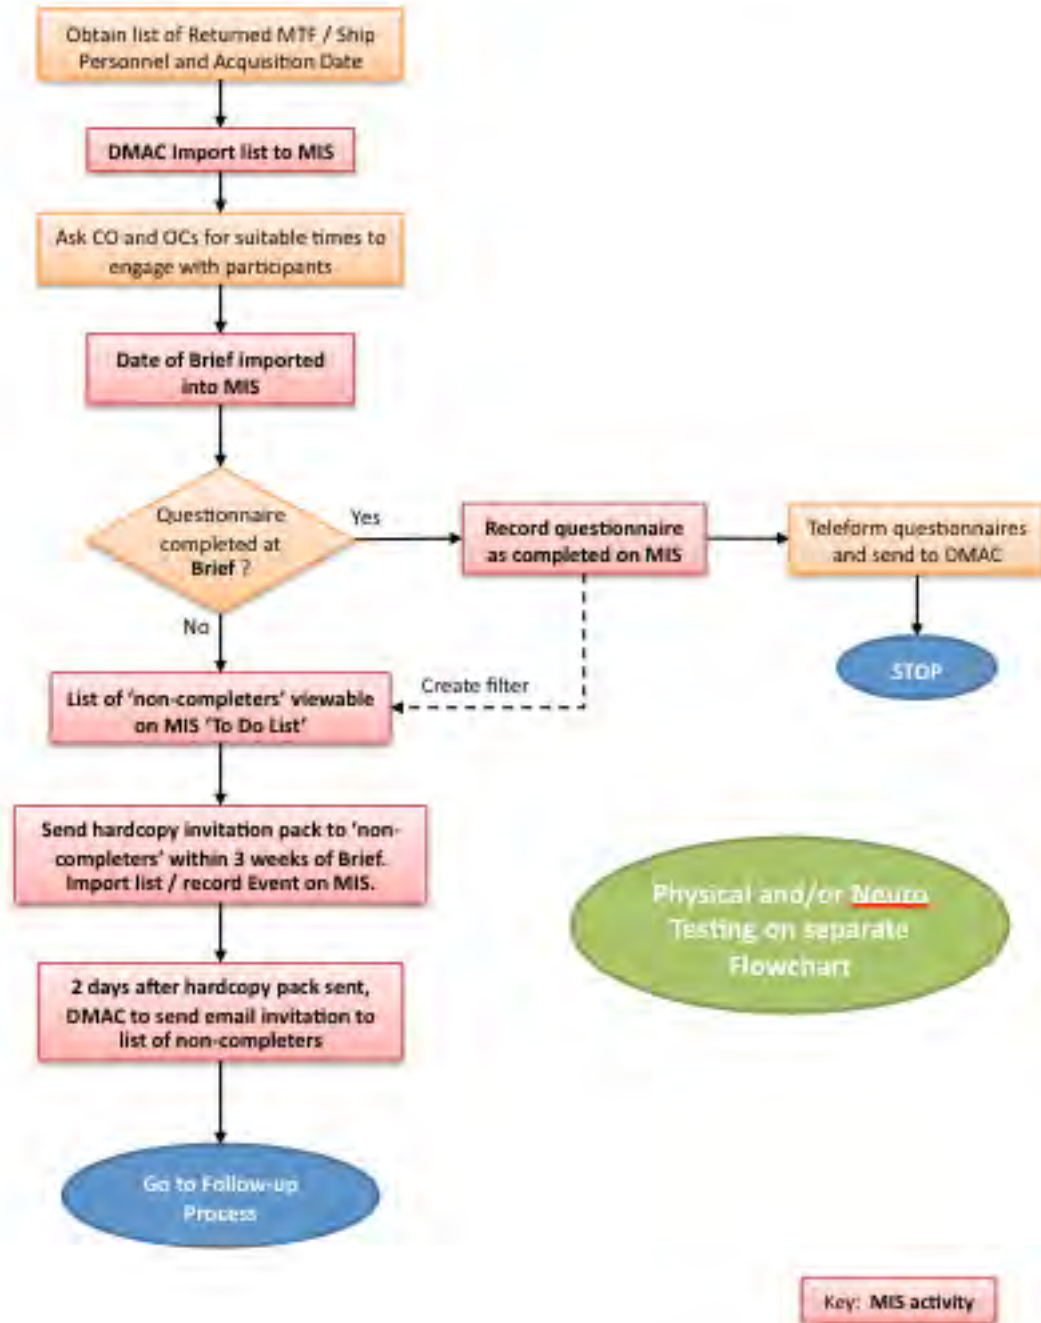 Obtain list of Returned MTF / Ship
Personnel and Acquisition Date
DMAC Import list to MIS
Ask CO and OCs for suitable times to
engage with participants
Date of Brief imported
into MIS
Questionnaire
completed at
Brief ?
Yes
Record questionnaire
as completed on MIS
Teleform questionnaires
and send to DMAC
No
STOP
List of ‘non-completers’ viewable
on MIS ‘To Do List’
Create filter
Send hardcopy invitation pack to ‘non-
completers’ within 3 weeks of Brief.
Import list / record Event on MIS.
Physical and/or Neuro
Testing on separate
Flowchart
2 days after hardcopy pack sent,
DMAC to send email invitation to
list of non-completers
Go to Follow-up
Process
Key: MIS activity